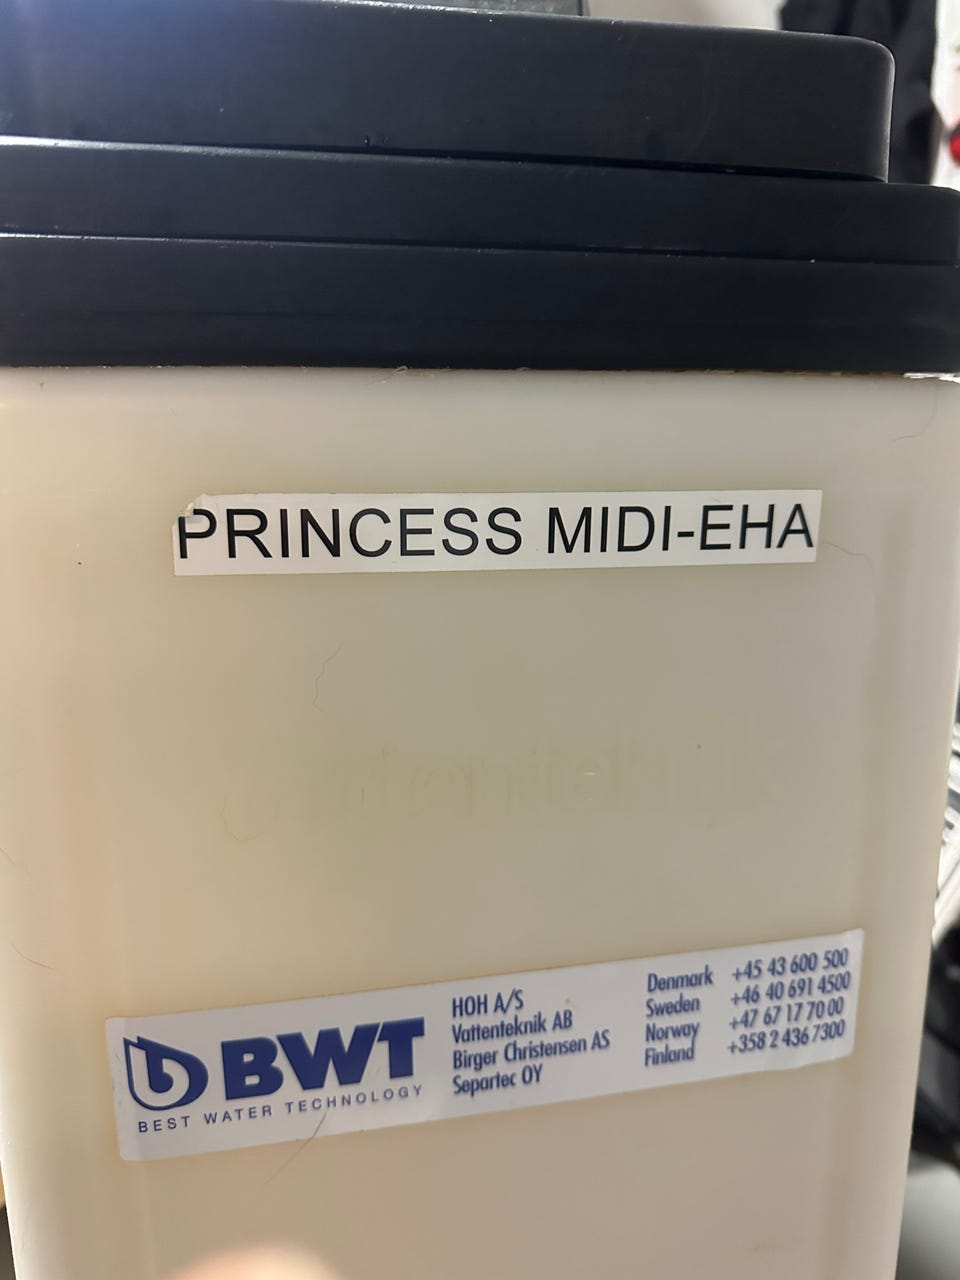 PRINCESS MIDI-EHA
BWT
BEST WATER TECHNOLOGY
HOH A/S
Vattenteknik AB
Birger Christensen AS
Separtec OY
Denmark +45 43 600 500
Sweden +46 40 691 4500
Norway +47 67 17 70 00
Finland +358 2 436 7300